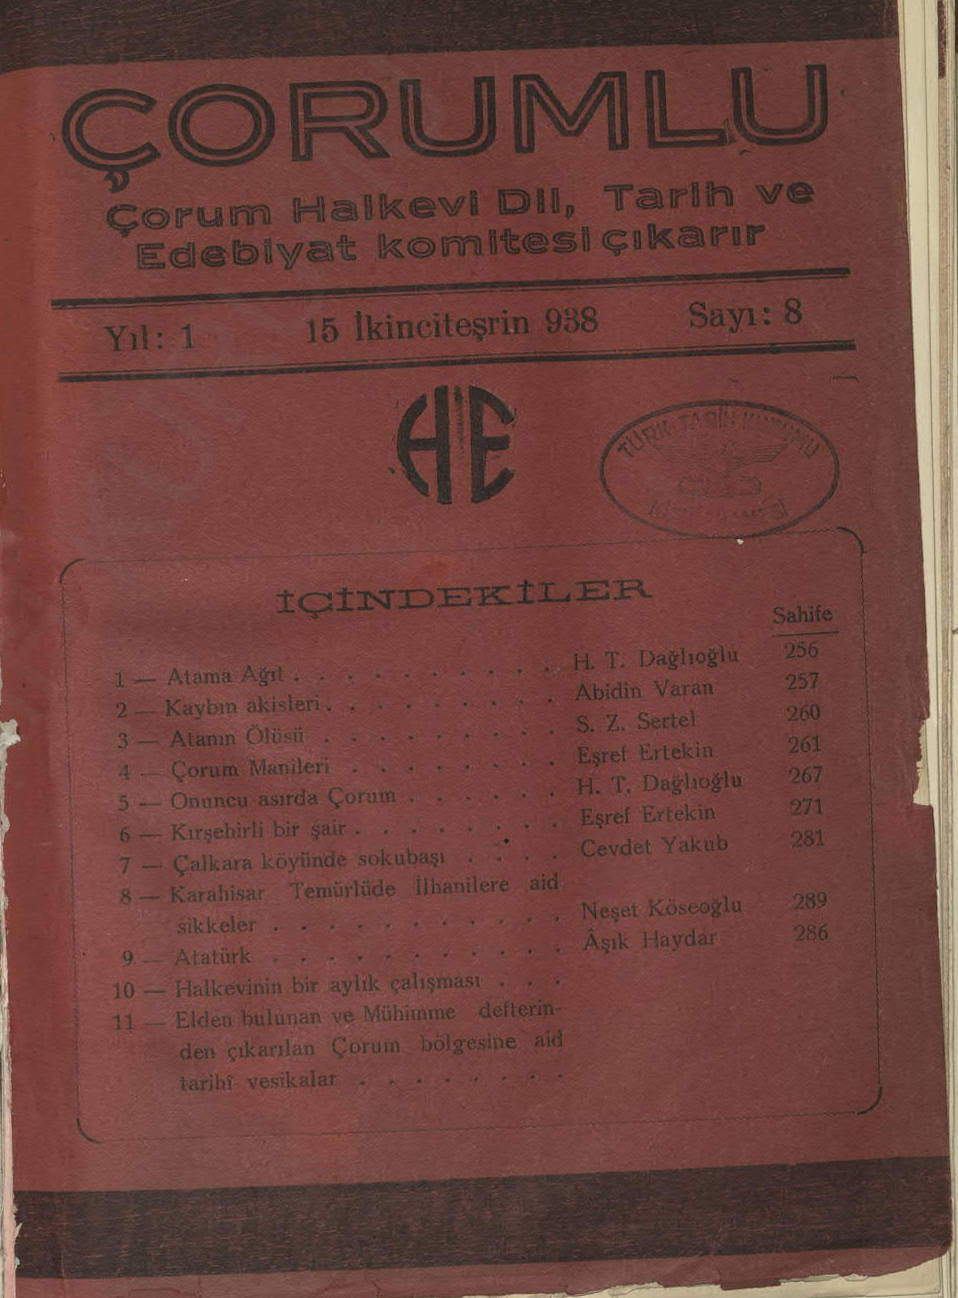 ÇORUMLU
Çorum Halkevi Dil, Tarih ve
Edebiyat komitesi çıkarır
Yıl: 1 15 İkinciteşrin 938 Sayı: 8
HE
TÜRK TARİH KURUMU
İÇİNDEKİLER
Sahife
1 — Atama Ağıt . . . . . . . . . . H. T. Dağlıoğlu 256
2 — Kaybın akisleri . . . . . . . . . Abidin Varan 257
3 — Atanın Ölüsü . . . . . . . . . S. Z. Sertel 260
4 — Çorum Manileri . . . . . . . . Eşref Ertekin 261
5 — Onuncu asırda Çorum . . . . . . H. T. Dağlıoğlu 267
6 — Kırşehirli bir şair . . . . . . . . Eşref Ertekin 271
7 — Çalkara köyünde sokubaşı . . . . Cevdet Yakub 281
8 — Karahisar Temürlüde İlhanilere aid
sikkeler . . . . . . . . . . . Neşet Köseoğlu 289
9 — Atatürk . . . . . . . . . . . Âşık Haydar 286
10 — Halkevinin bir aylık çalışması . . .
11 — Elden bulunan ve Mühimme defterin-
den çıkarılan Çorum bölgesine aid
tarihî vesikalar . . . . . . . .